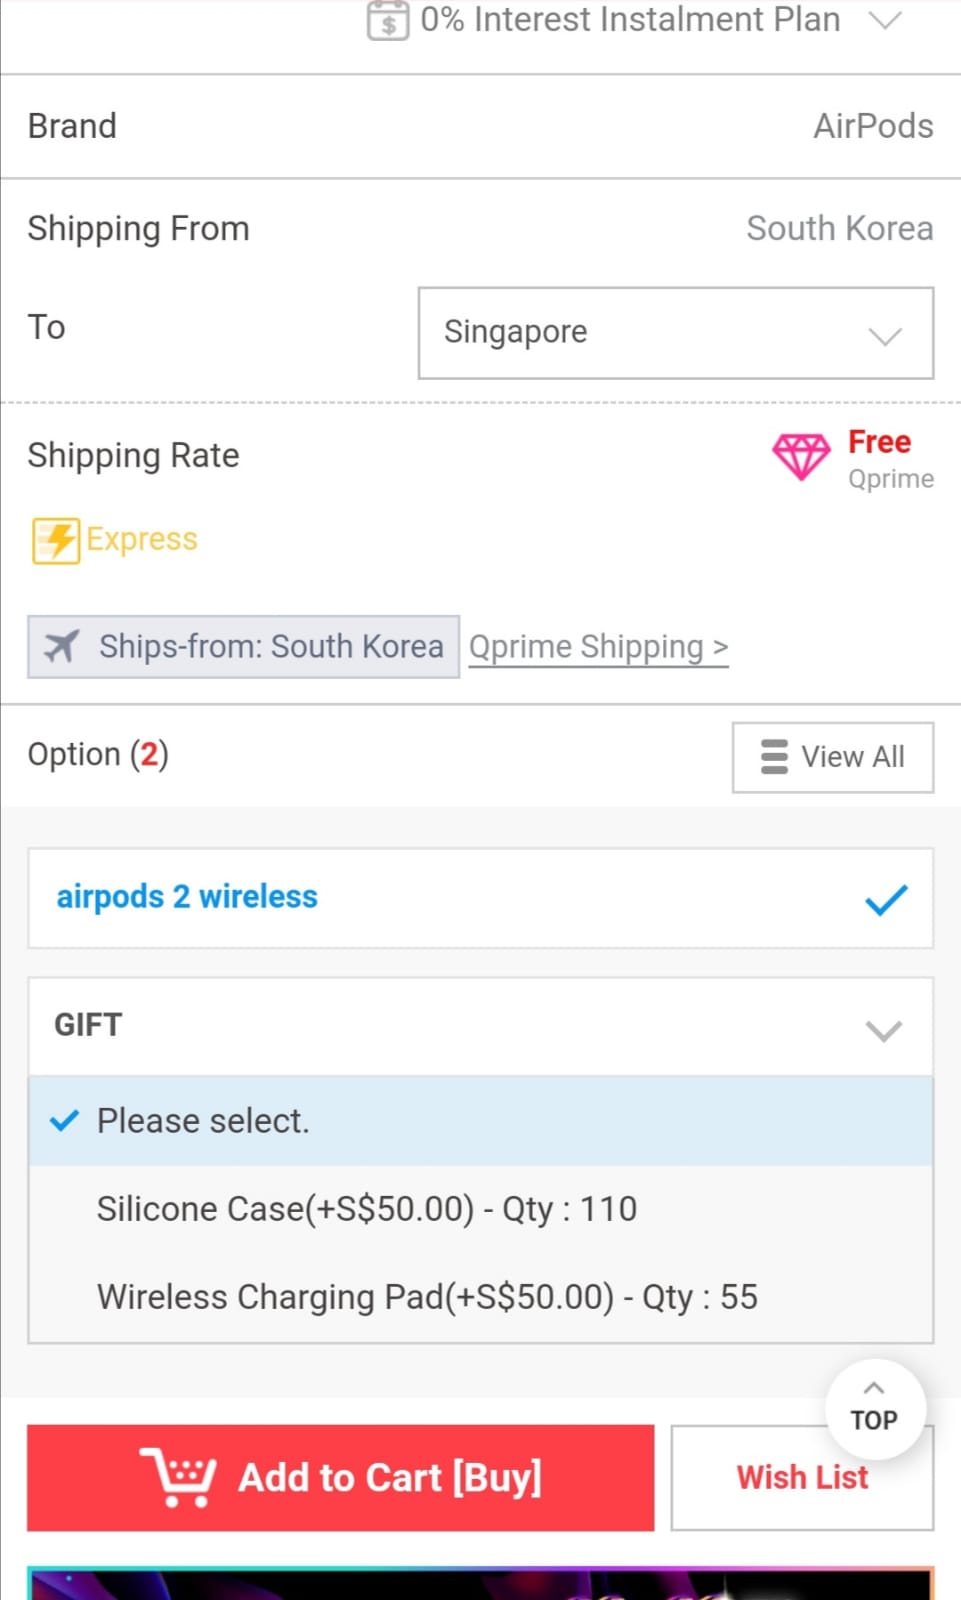 0% Interest Instalment Plan
Brand
AirPods
Shipping From
South Korea
To
Singapore
Shipping Rate
Free
Qprime
Express
Ships-from: South Korea
Qprime Shipping >
Option (2)
View All
airpods 2 wireless
GIFT
Please select.
Silicone Case(+S$50.00) - Qty : 110
Wireless Charging Pad(+S$50.00) - Qty : 55
TOP
Add to Cart [Buy]
Wish List